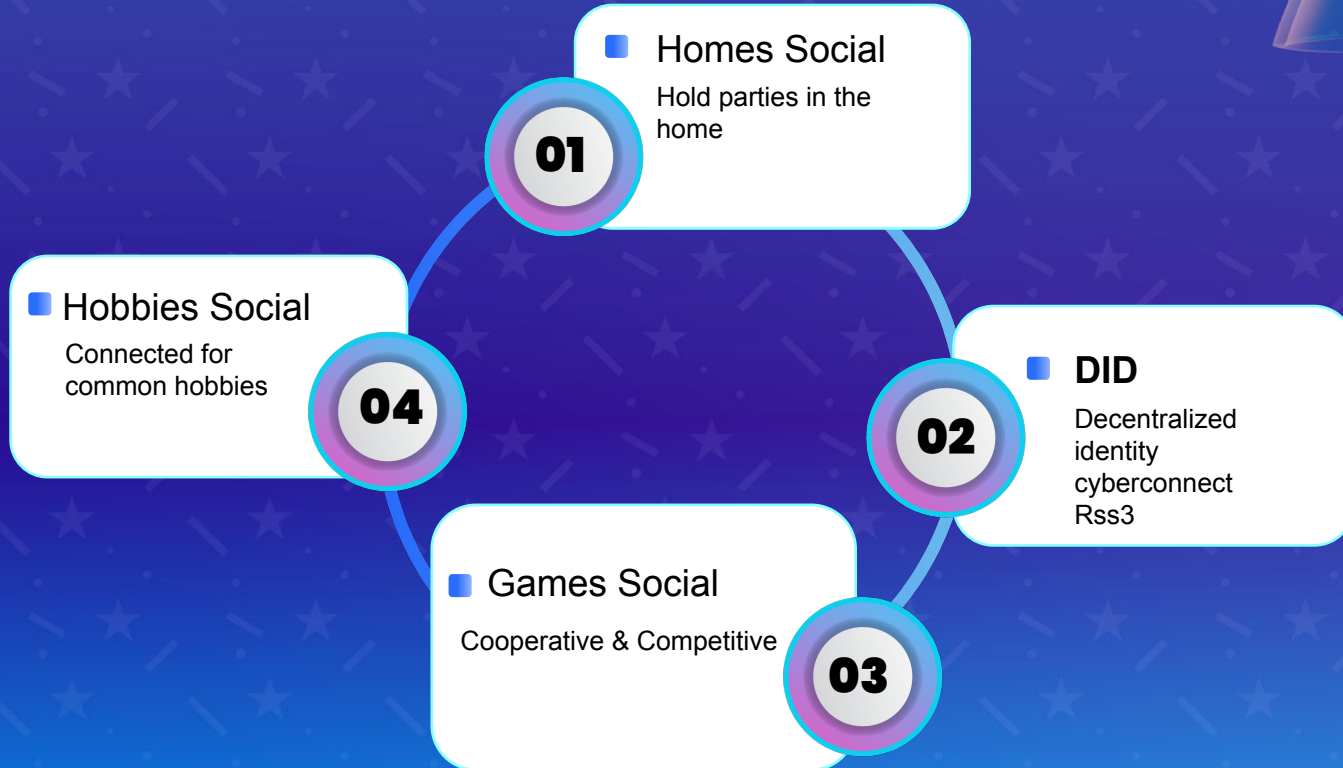 Homes Social
Hold parties in the
home
01
DID
Decentralized
identity
cyberconnect
Rss3
02
Games Social
Cooperative & Competitive
03
Hobbies Social
Connected for
common hobbies
04